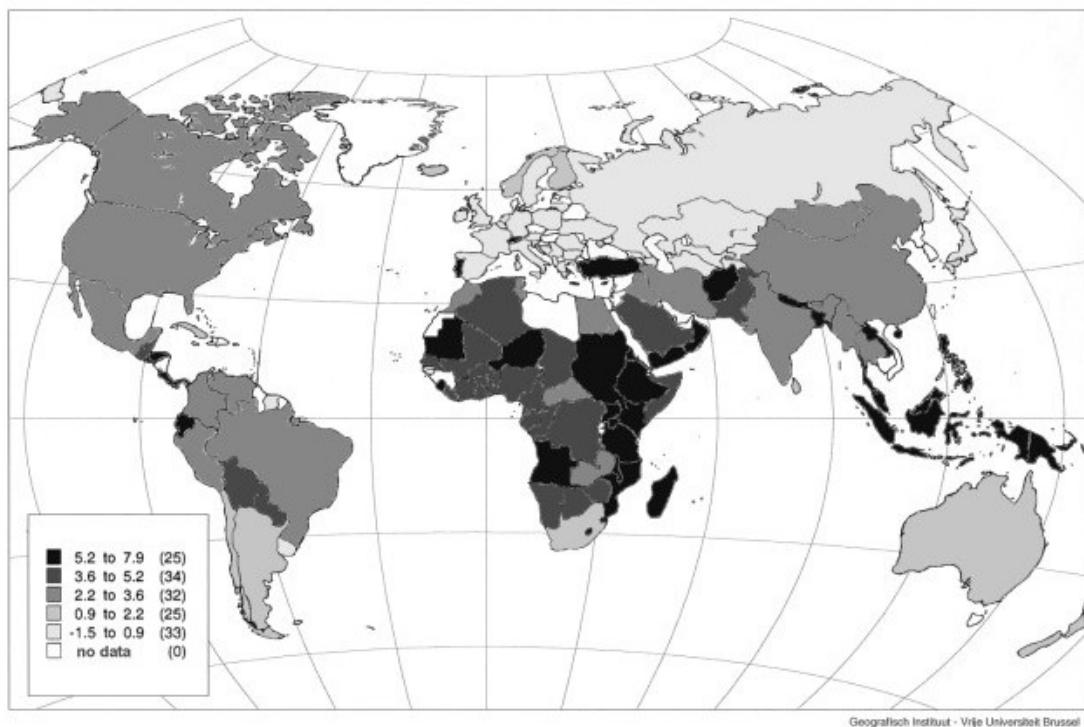 5.2 to 7.9 (25)
3.6 to 5.2 (34)
2.2 to 3.6 (32)
0.9 to 2.2 (25)
-1.5 to 0.9 (33)
no data (0)
Geografisch Instituut - Vrije Universiteit Brussel